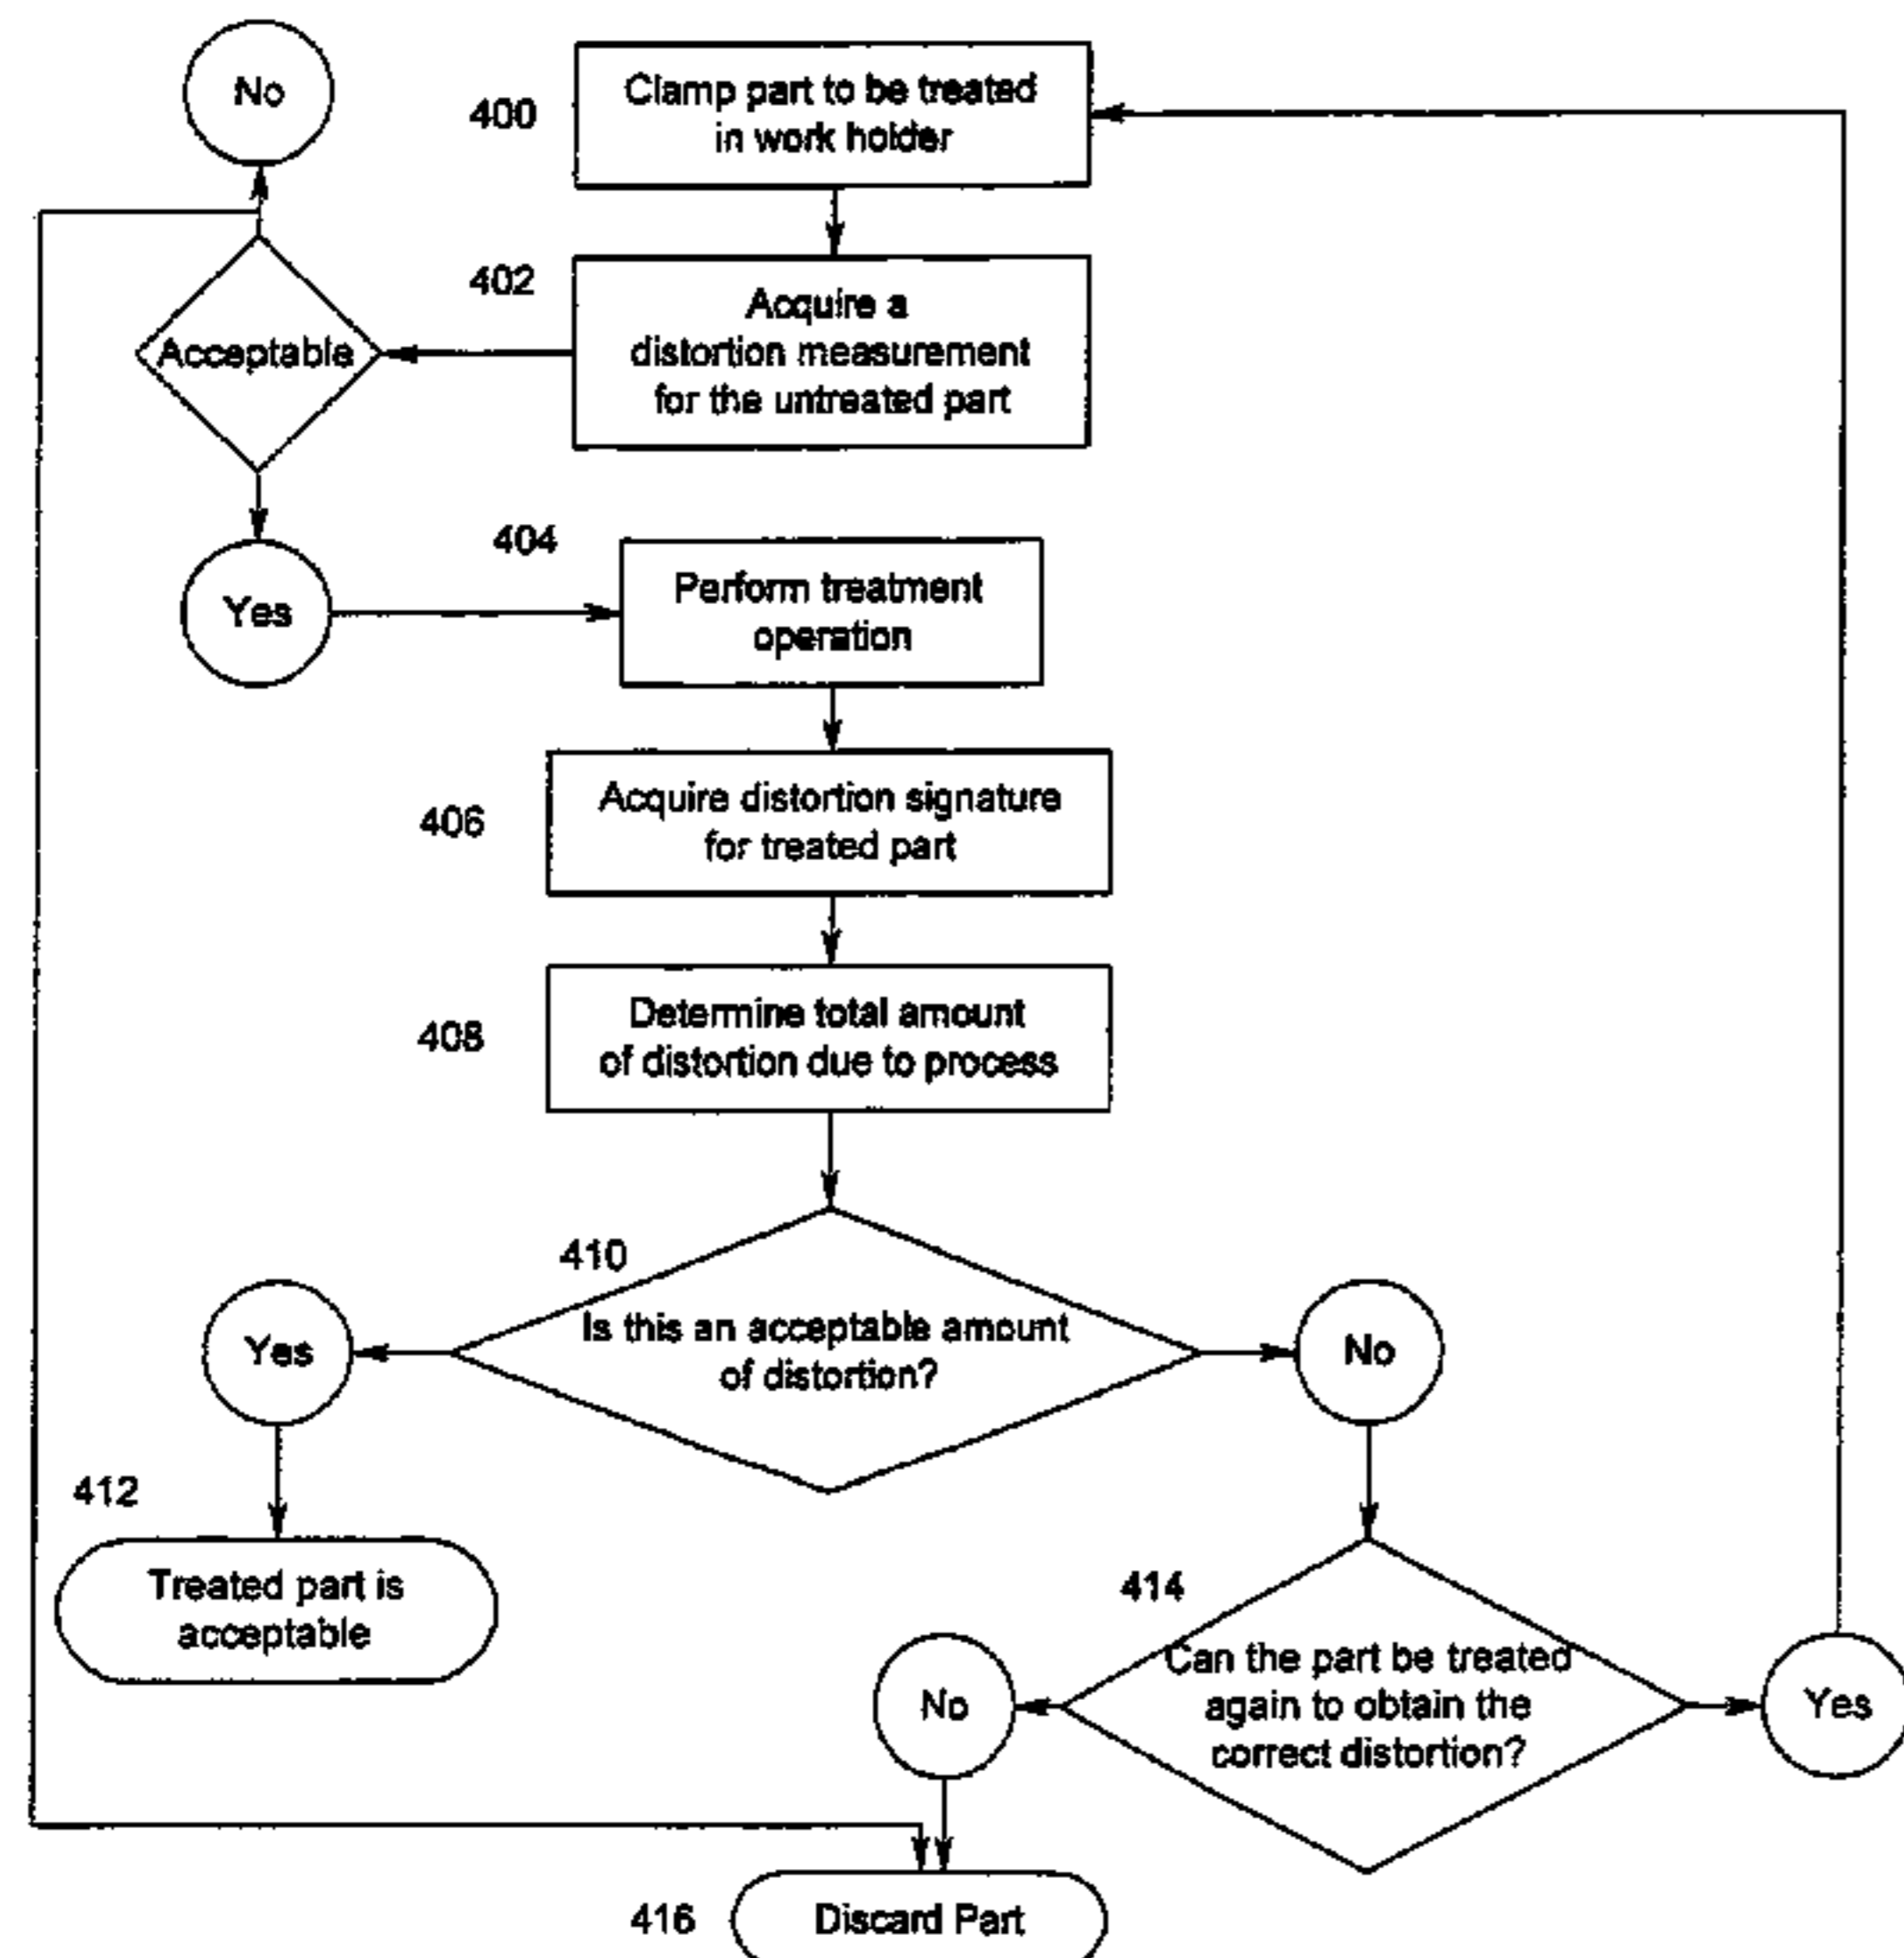 No
400
Clamp part to be treated
in work holder
402
Acquire a
distortion measurement
for the untreated part
Acceptable
Yes
404
Perform treatment
operation
406
Acquire distortion signature
for treated part
408
Determine total amount
of distortion due to process
410
Is this an acceptable amount
of distortion?
Yes
No
412
Treated part is
acceptable
414
Can the part be treated
again to obtain the
correct distortion?
No
Yes
416
Discard Part